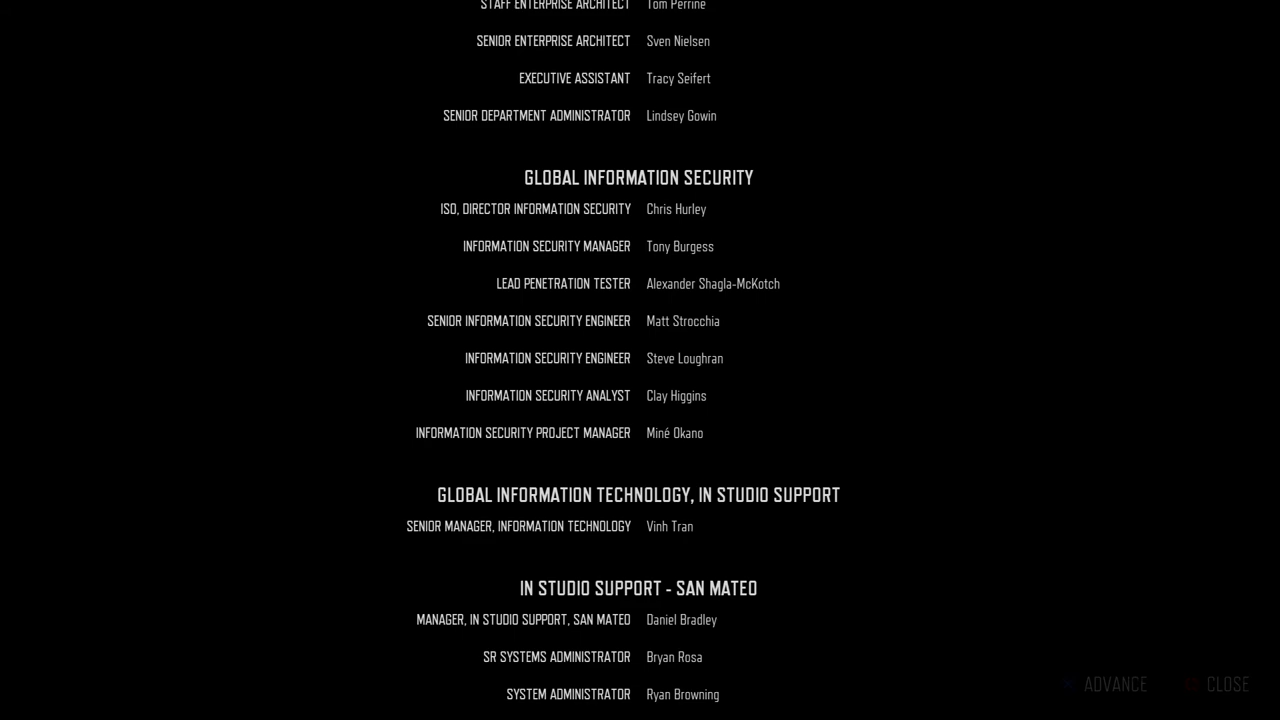 STAFF ENTERPRISE ARCHITECT Tom Perrine
SENIOR ENTERPRISE ARCHITECT Sven Nielsen
EXECUTIVE ASSISTANT Tracy Seifert
SENIOR DEPARTMENT ADMINISTRATOR Lindsey Gowin
GLOBAL INFORMATION SECURITY
ISO, DIRECTOR INFORMATION SECURITY Chris Hurley
INFORMATION SECURITY MANAGER Tony Burgess
LEAD PENETRATION TESTER Alexander Shagla-McKotch
SENIOR INFORMATION SECURITY ENGINEER Matt Strocchia
INFORMATION SECURITY ENGINEER Steve Loughran
INFORMATION SECURITY ANALYST Clay Higgins
INFORMATION SECURITY PROJECT MANAGER Miné Okano
GLOBAL INFORMATION TECHNOLOGY, IN STUDIO SUPPORT
SENIOR MANAGER, INFORMATION TECHNOLOGY Vinh Tran
IN STUDIO SUPPORT - SAN MATEO
MANAGER, IN STUDIO SUPPORT, SAN MATEO Daniel Bradley
SR SYSTEMS ADMINISTRATOR Bryan Rosa
SYSTEM ADMINISTRATOR Ryan Browning
ADVANCE CLOSE